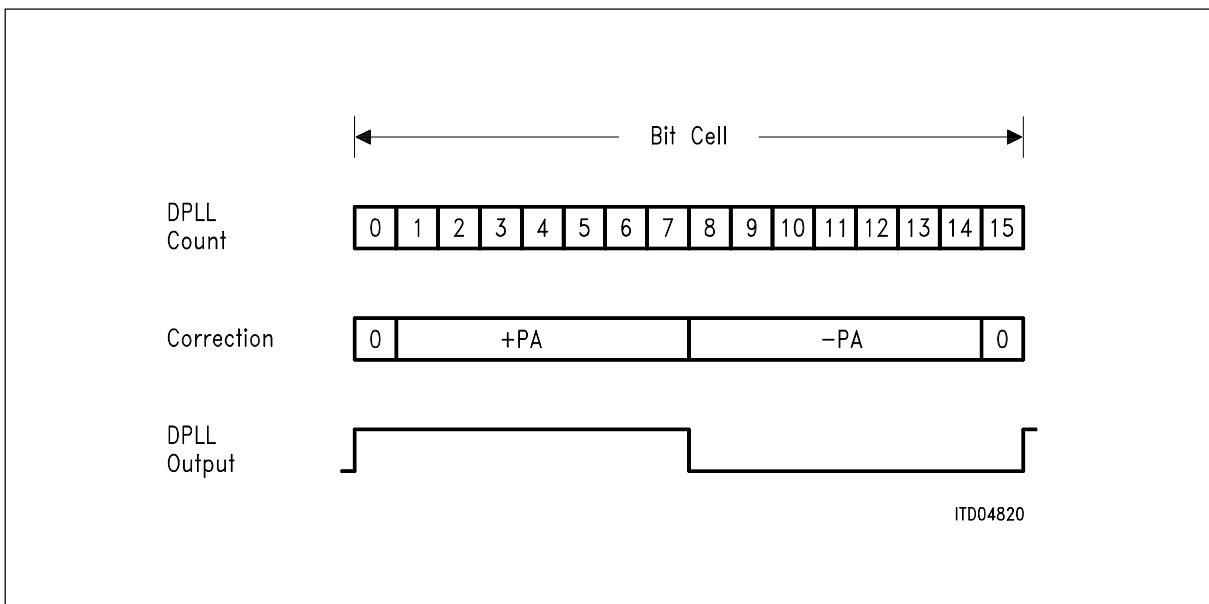 Bit Cell
DPLL
Count
0 1 2 3 4 5 6 7 8 9 10 11 12 13 14 15
Correction
0 +PA −PA 0
DPLL
Output
ITD04820